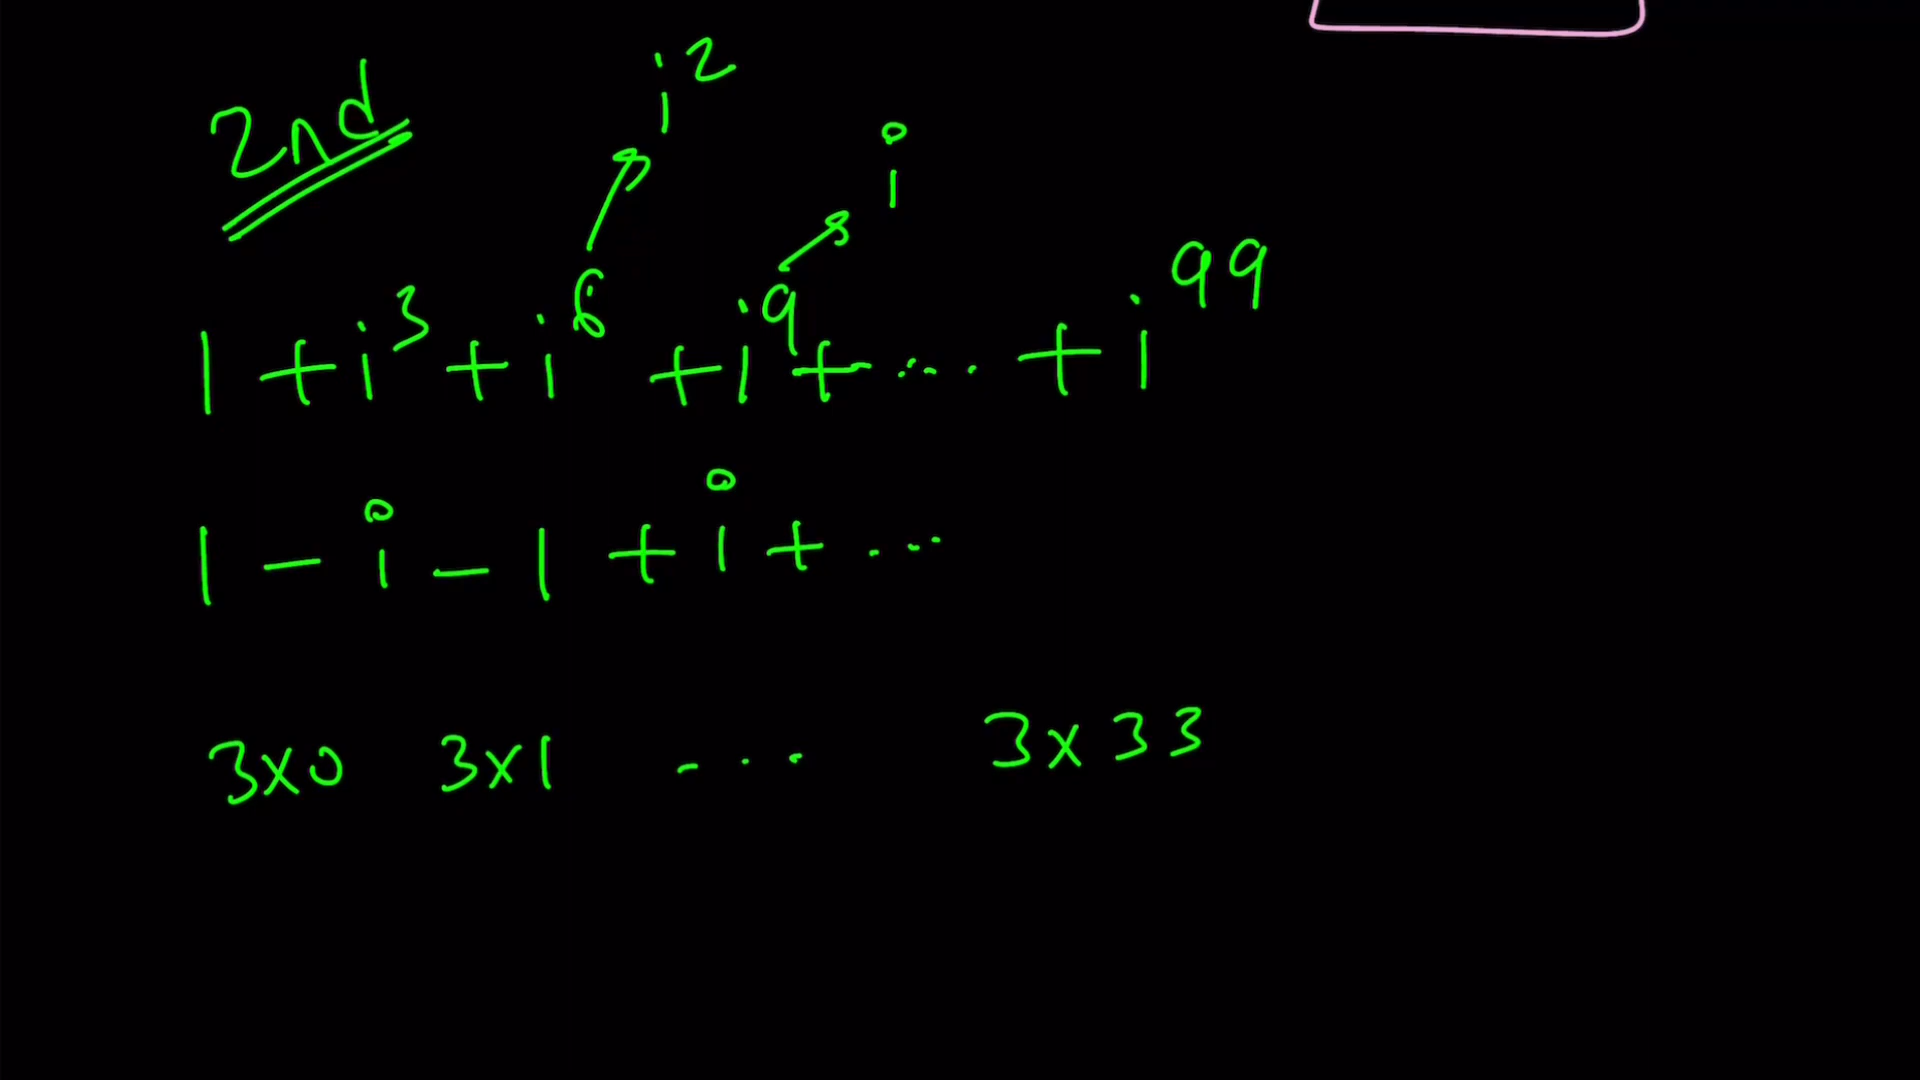 2nd
i²
i
1 + i³ + i⁶ + i⁹ + ... + i⁹⁹
1 - i - 1 + i + ...
3x0 3x1 ... 3x33